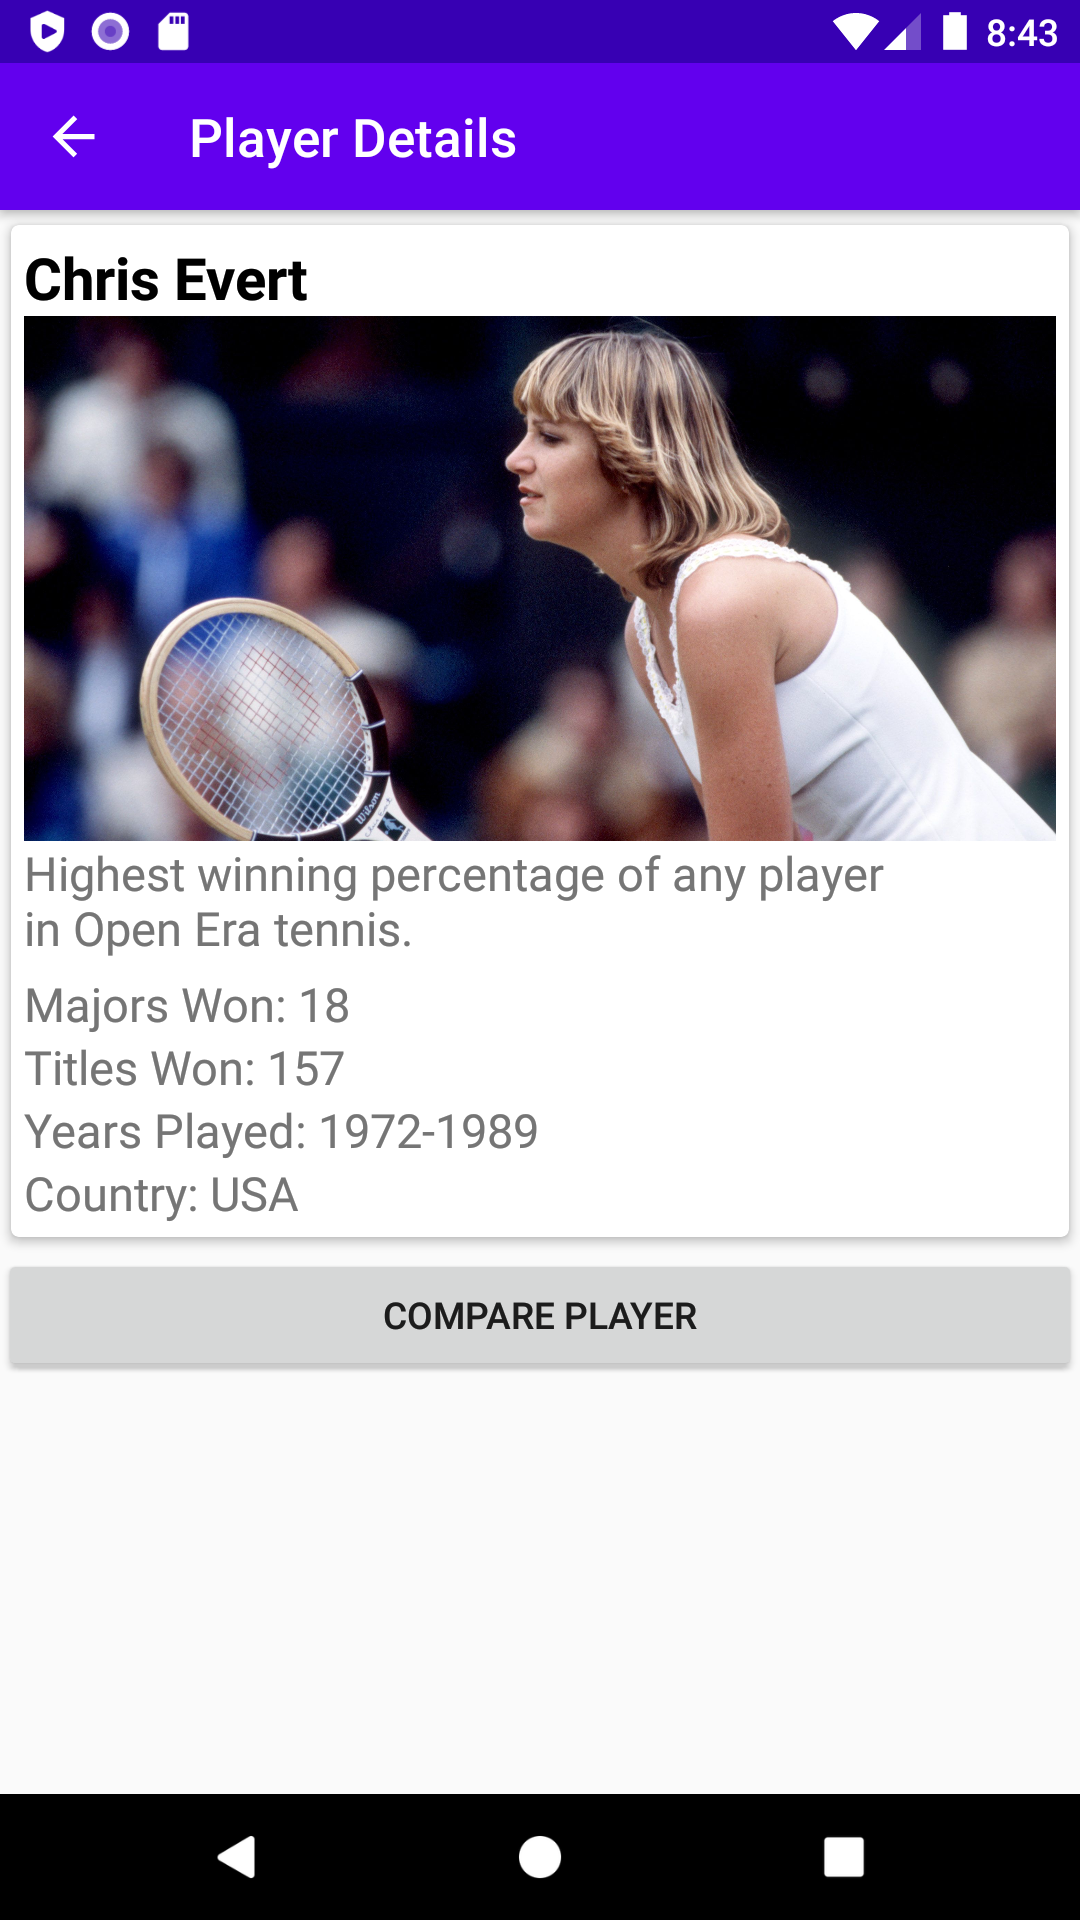 8:43
Player Details
Chris Evert
Wilson
Highest winning percentage of any player
in Open Era tennis.
Majors Won: 18
Titles Won: 157
Years Played: 1972-1989
Country: USA
COMPARE PLAYER